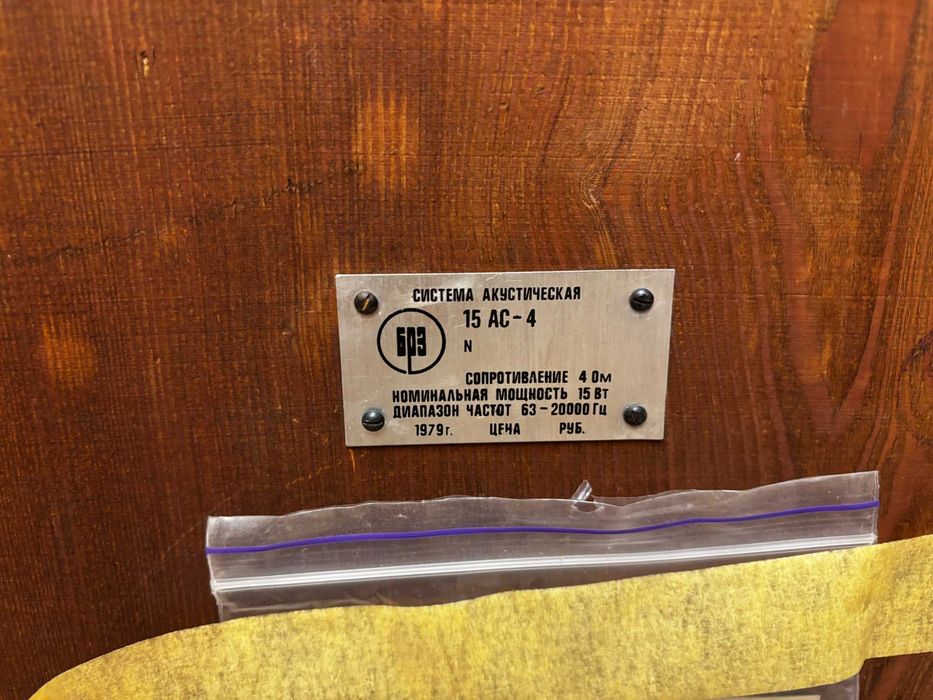 СИСТЕМА АКУСТИЧЕСКАЯ
15 АС-4
БРЗ
N
СОПРОТИВЛЕНИЕ 4 Ом
НОМИНАЛЬНАЯ МОЩНОСТЬ 15 Вт
ДИАПАЗОН ЧАСТОТ 63-20000 Гц
1979г. ЦЕНА РУБ.